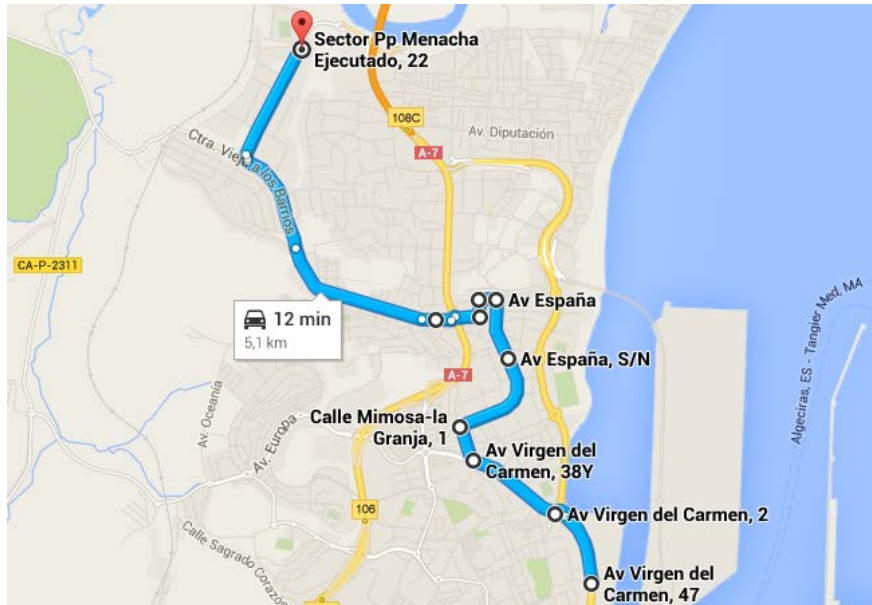 Sector Pp Menacha
Ejecutado, 22
108C
Av. Diputación
A-7
Ctra. Vieja a los Barrios
CA-P-2311
Av España
12 min
5,1 km
Av España, S/N
A-7
Algeciras, ES - Tangier Med, MA
Av. Oceanía
Calle Mimosa-la
Granja, 1
Av. Europa
Av Virgen del
Carmen, 38Y
106
Av Virgen del Carmen, 2
Calle Sagrado Corazón
Av Virgen del
Carmen, 47